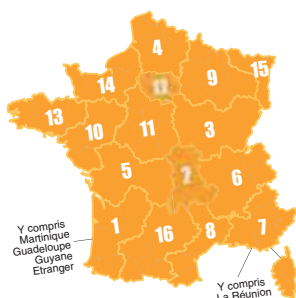 4
15
9
14
13
10
11
3
5
6
1
16
8
7
Y compris
Martinique
Guadeloupe
Guyane
Etranger
Y compris
La Réunion